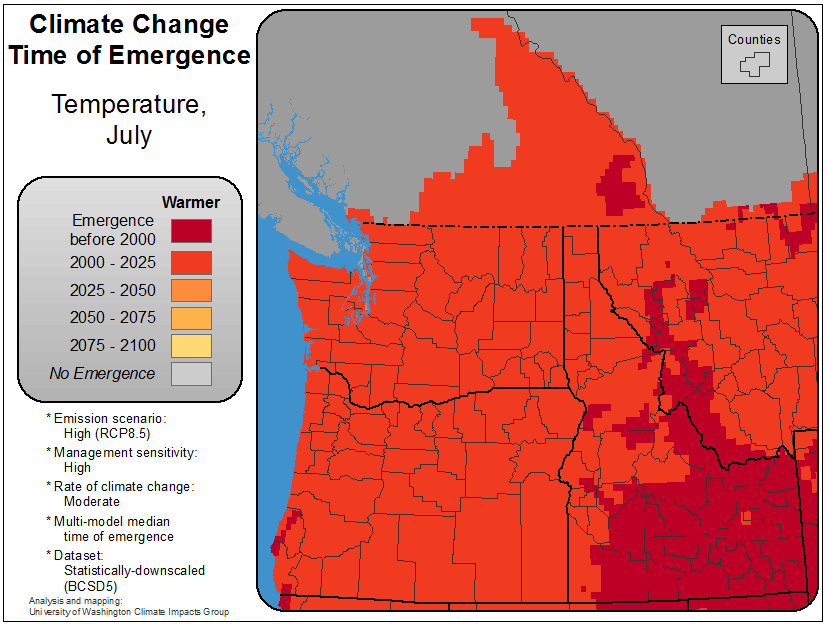 Climate Change
Time of Emergence
Temperature,
July
Warmer
Emergence
before 2000
2000 - 2025
2025 - 2050
2050 - 2075
2075 - 2100
No Emergence
* Emission scenario:
High (RCP8.5)
* Management sensitivity:
High
* Rate of climate change:
Moderate
* Multi-model median
time of emergence
* Dataset:
Statistically-downscaled
(BCSD5)
Analysis and mapping:
University of Washington Climate Impacts Group
Counties